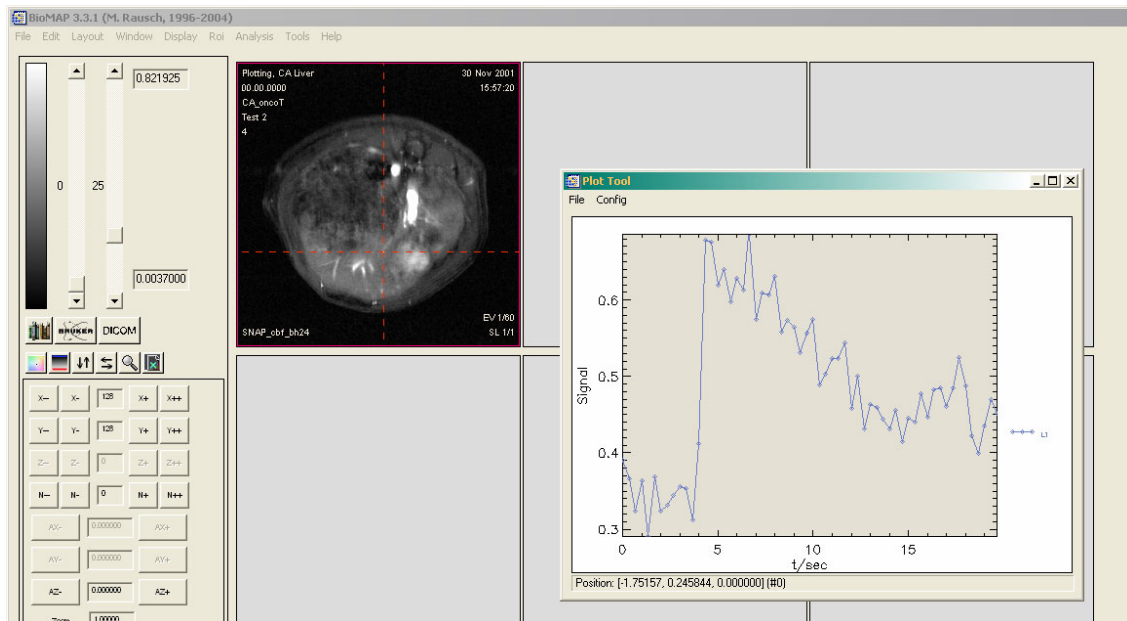 BioMAP 3.3.1 (M. Rausch, 1996-2004)
File Edit Layout Window Display Roi Analysis Tools Help
0.821925
0 25
0.0037000
BRUKER DICOM
X-- X- 128 X+ X++
Y-- Y- 128 Y+ Y++
Z-- Z- 0 Z+ Z++
N-- N- 0 N+ N++
AX- 0.000000 AX+
AY- 0.000000 AY+
AZ- 0.000000 AZ+
Zoom 1.00000
Plotting, CA Liver 30 Nov 2001
00.00.0000 15:57:20
CA_oncoT
Test 2
4
EV 1/60
SNAP_cbf_bh24 SL 1/1
Plot Tool
File Config
0.6
0.5
0.4
0.3
Signal
0 5 10 15
t/sec
L1
Position: [-1.75157, 0.245844, 0.000000] (#0)